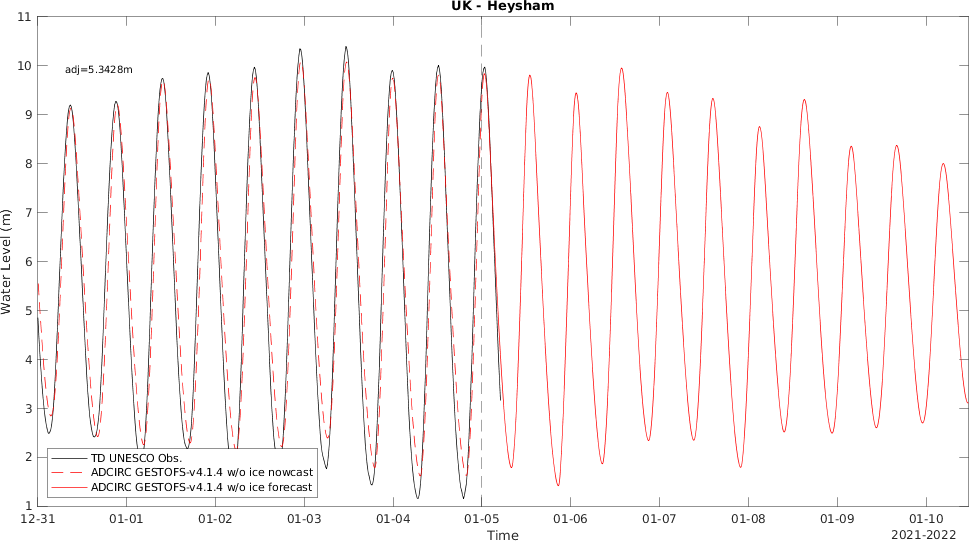 UK - Heysham
11
10
9
8
7
6
5
4
3
2
1
Water Level (m)
adj=5.3428m
TD UNESCO Obs.
ADCIRC GESTOFS-v4.1.4 w/o ice nowcast
ADCIRC GESTOFS-v4.1.4 w/o ice forecast
12-31 01-01 01-02 01-03 01-04 01-05 01-06 01-07 01-08 01-09 01-10
Time
2021-2022